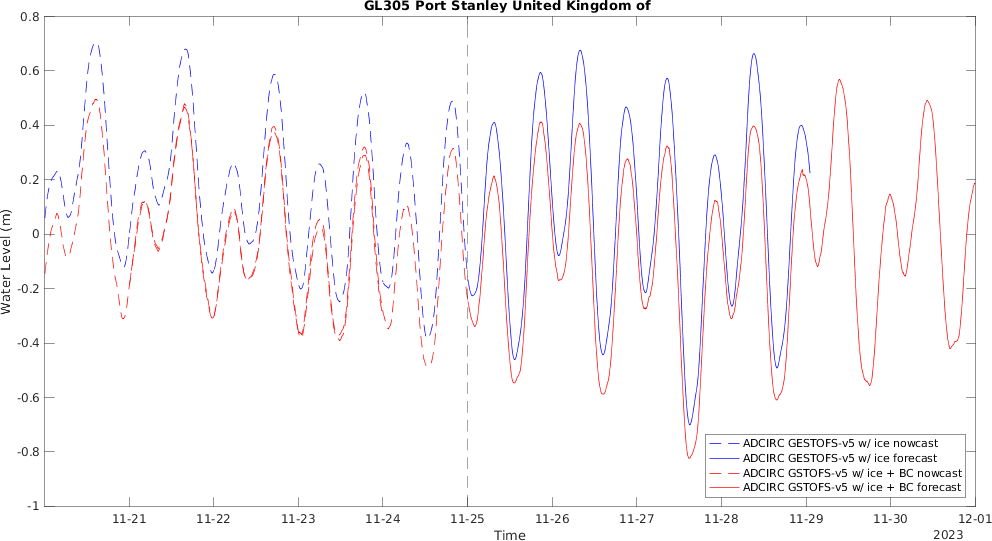 GL305 Port Stanley United Kingdom of
0.8
0.6
0.4
0.2
0
-0.2
-0.4
-0.6
-0.8
-1
Water Level (m)
ADCIRC GESTOFS-v5 w/ ice nowcast
ADCIRC GESTOFS-v5 w/ ice forecast
ADCIRC GSTOFS-v5 w/ ice + BC nowcast
ADCIRC GSTOFS-v5 w/ ice + BC forecast
11-21 11-22 11-23 11-24 11-25 11-26 11-27 11-28 11-29 11-30 12-01
Time
2023